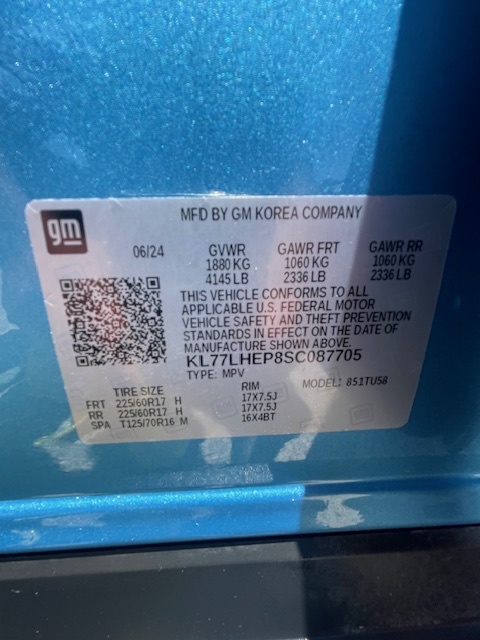 gm
MFD BY GM KOREA COMPANY
06/24 GVWR GAWR FRT GAWR RR
1880 KG 1060 KG 1060 KG
4145 LB 2336 LB 2336 LB
THIS VEHICLE CONFORMS TO ALL
APPLICABLE U.S. FEDERAL MOTOR
VEHICLE SAFETY AND THEFT PREVENTION
STANDARDS IN EFFECT ON THE DATE OF
MANUFACTURE SHOWN ABOVE.
KL77LHEP8SC087705
TYPE: MPV MODEL: 851TU58
TIRE SIZE RIM
FRT 225/60R17 H 17X7.5J
RR 225/60R17 H 17X7.5J
SPA T125/70R16 M 16X4BT